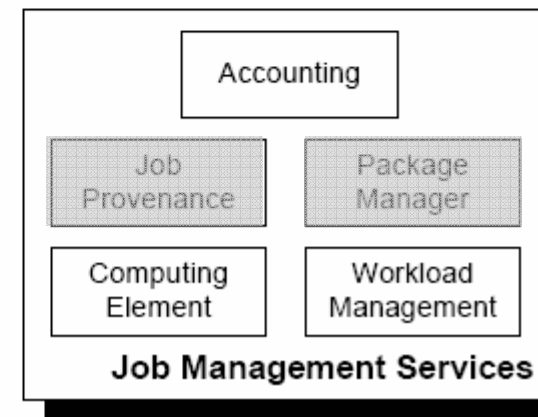 Accounting
Job
Provenance
Package
Manager
Computing
Element
Workload
Management
Job Management Services